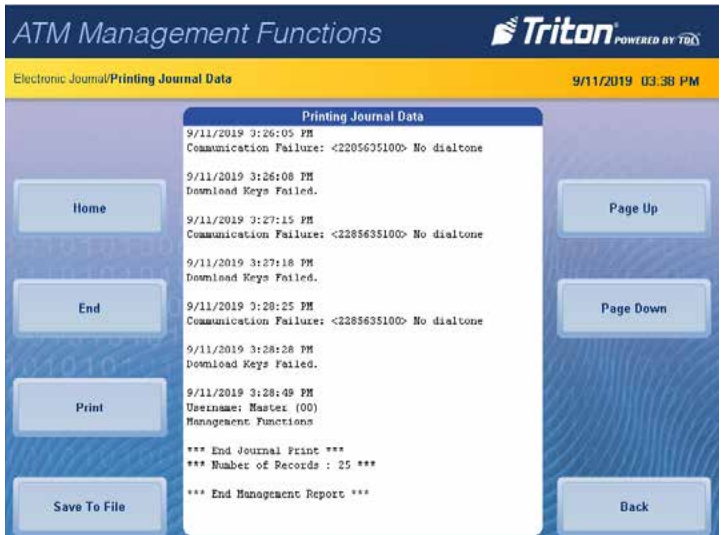 ATM Management Functions
Triton POWERED BY TDL
Electronic Journal/Printing Journal Data
9/11/2019 03:38 PM
Printing Journal Data
9/11/2019 3:26:05 PM
Communication Failure: <2285635100> No dialtone
9/11/2019 3:26:08 PM
Download Keys Failed.
9/11/2019 3:27:15 PM
Communication Failure: <2285635100> No dialtone
9/11/2019 3:27:18 PM
Download Keys Failed.
9/11/2019 3:28:25 PM
Communication Failure: <2285635100> No dialtone
9/11/2019 3:28:28 PM
Download Keys Failed.
9/11/2019 3:28:49 PM
Username: Master (00)
Management Functions
*** End Journal Print ***
*** Number of Records : 25 ***
*** End Management Report ***
Home
End
Print
Save To File
Page Up
Page Down
Back